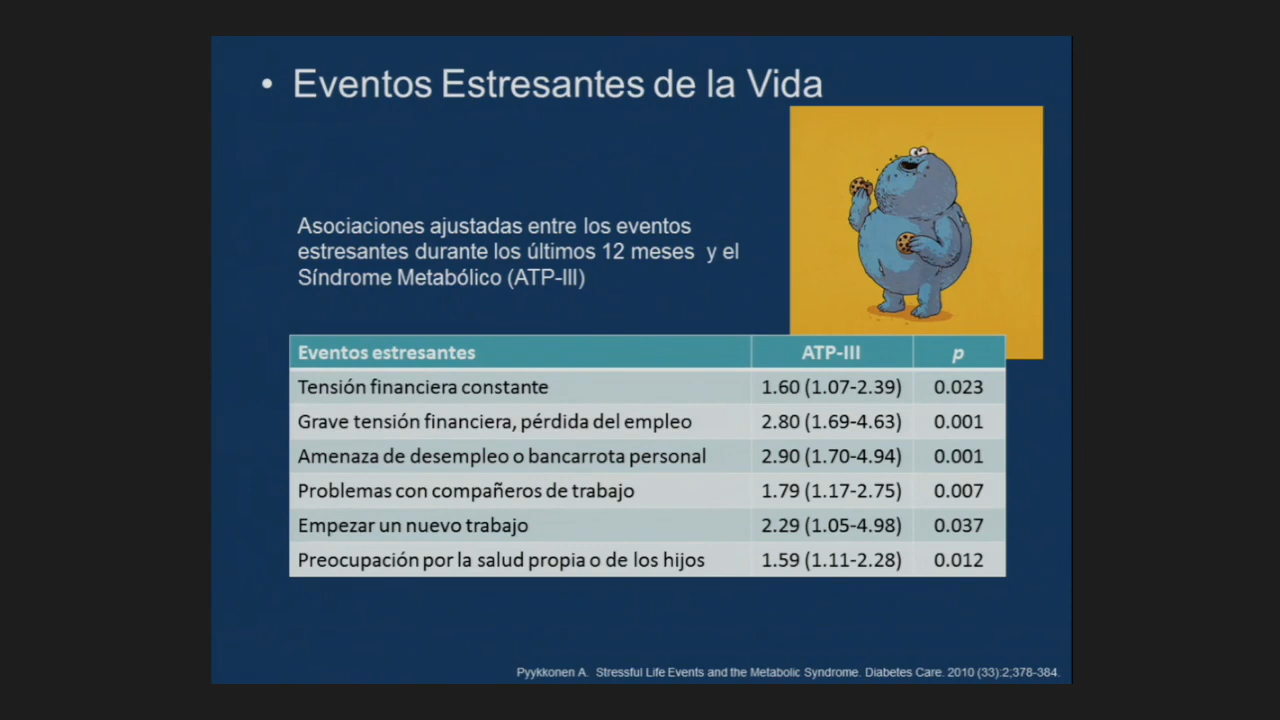 • Eventos Estresantes de la Vida
Asociaciones ajustadas entre los eventos
estresantes durante los últimos 12 meses y el
Síndrome Metabólico (ATP-III)
Eventos estresantes ATP-III p
Tensión financiera constante 1.60 (1.07-2.39) 0.023
Grave tensión financiera, pérdida del empleo 2.80 (1.69-4.63) 0.001
Amenaza de desempleo o bancarrota personal 2.90 (1.70-4.94) 0.001
Problemas con compañeros de trabajo 1.79 (1.17-2.75) 0.007
Empezar un nuevo trabajo 2.29 (1.05-4.98) 0.037
Preocupación por la salud propia o de los hijos 1.59 (1.11-2.28) 0.012
Pyykkonen A. Stressful Life Events and the Metabolic Syndrome. Diabetes Care. 2010 (33):2;378-384.